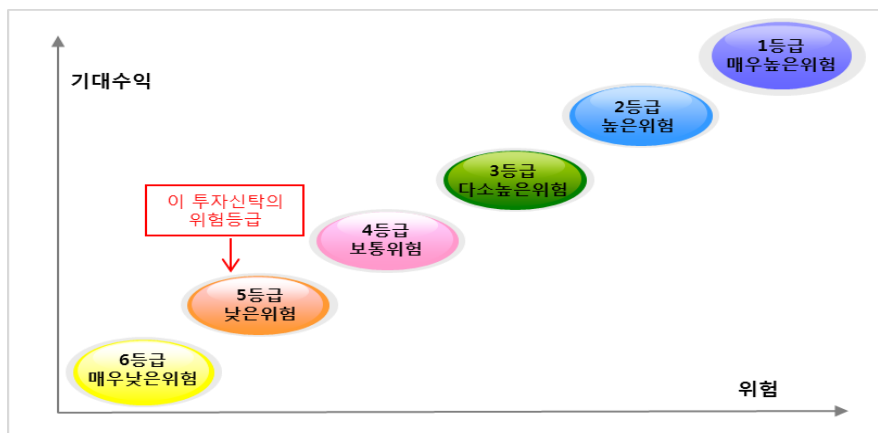 1등급
매우높은위험
기대수익
2등급
높은위험
3등급
다소높은위험
이 투자신탁의
위험등급
4등급
보통위험
5등급
낮은위험
6등급
매우낮은위험
위험